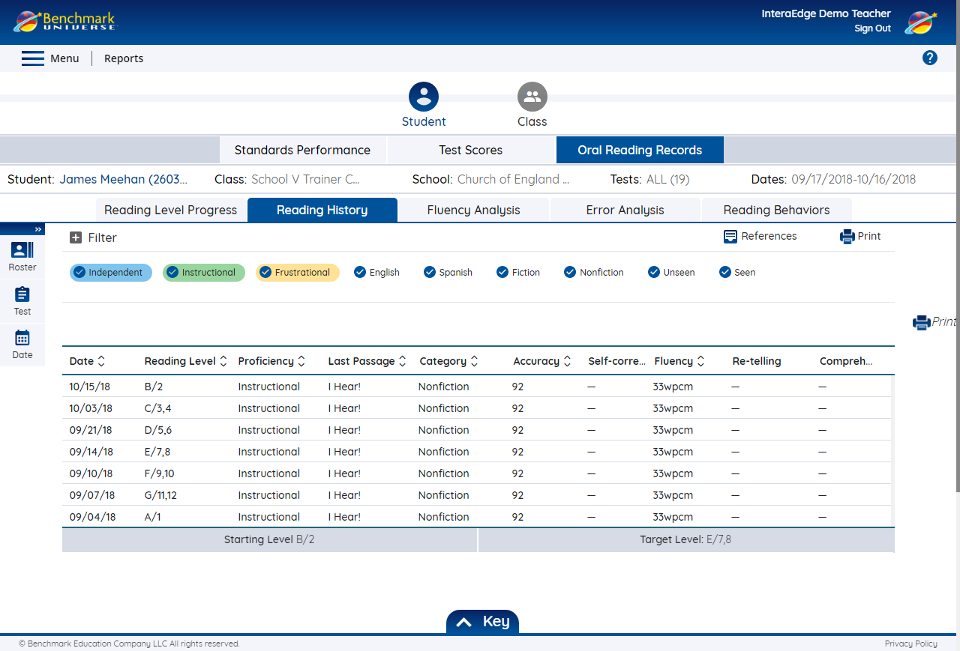 Benchmark
UNIVERSE
InteraEdge Demo Teacher
Sign Out
Menu
Reports
?
Student
Class
Standards Performance
Test Scores
Oral Reading Records
Student: James Meehan (2603... Class: School V Trainer C... School: Church of England ... Tests: ALL (19) Dates: 09/17/2018-10/16/2018
Reading Level Progress
Reading History
Fluency Analysis
Error Analysis
Reading Behaviors
»
Roster
Test
Date
Filter
References
Print
Independent Instructional Frustrational English Spanish Fiction Nonfiction Unseen Seen
Print
Date Reading Level Proficiency Last Passage Category Accuracy Self-corre... Fluency Re-telling Compreh...
10/15/18 B/2 Instructional I Hear! Nonfiction 92 — 33wpcm — —
10/03/18 C/3,4 Instructional I Hear! Nonfiction 92 — 33wpcm — —
09/21/18 D/5,6 Instructional I Hear! Nonfiction 92 — 33wpcm — —
09/14/18 E/7,8 Instructional I Hear! Nonfiction 92 — 33wpcm — —
09/10/18 F/9,10 Instructional I Hear! Nonfiction 92 — 33wpcm — —
09/07/18 G/11,12 Instructional I Hear! Nonfiction 92 — 33wpcm — —
09/04/18 A/1 Instructional I Hear! Nonfiction 92 — 33wpcm — —
Starting Level B/2
Target Level: E/7,8
Key
© Benchmark Education Company LLC All rights reserved.
Privacy Policy